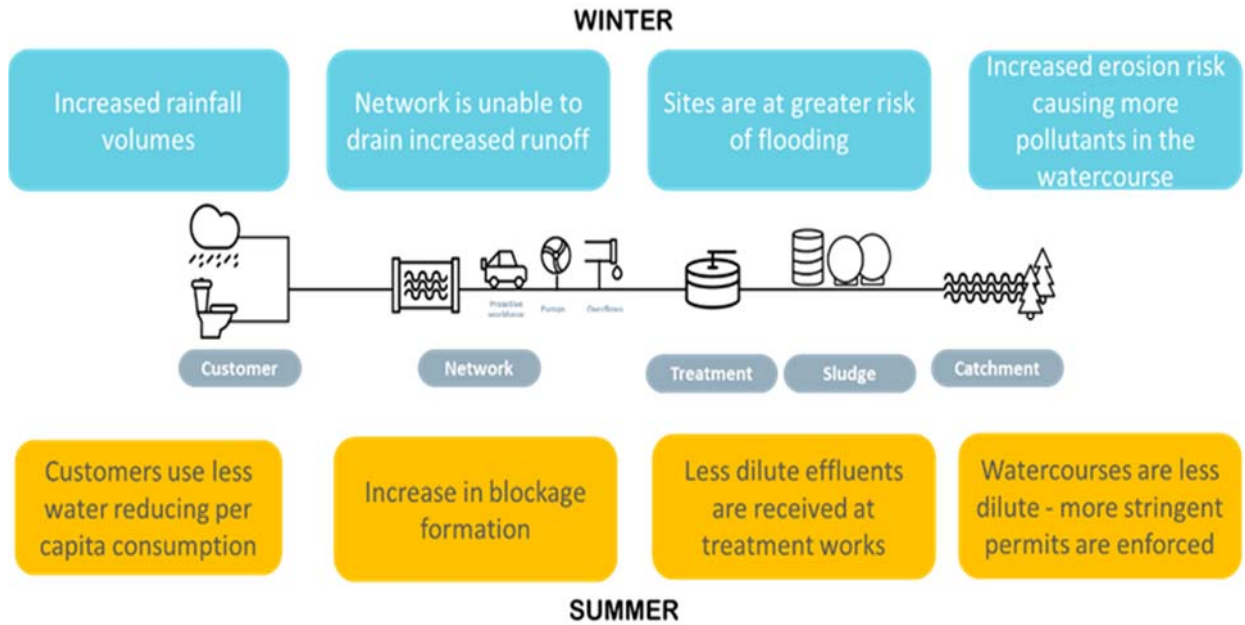 WINTER
Increased rainfall
volumes
Network is unable to
drain increased runoff
Sites are at greater risk
of flooding
Increased erosion risk
causing more
pollutants in the
watercourse
Proactive
workforce
Pumps
Overflows
Customer
Network
Treatment
Sludge
Catchment
Customers use less
water reducing per
capita consumption
Increase in blockage
formation
Less dilute effluents
are received at
treatment works
Watercourses are less
dilute - more stringent
permits are enforced
SUMMER